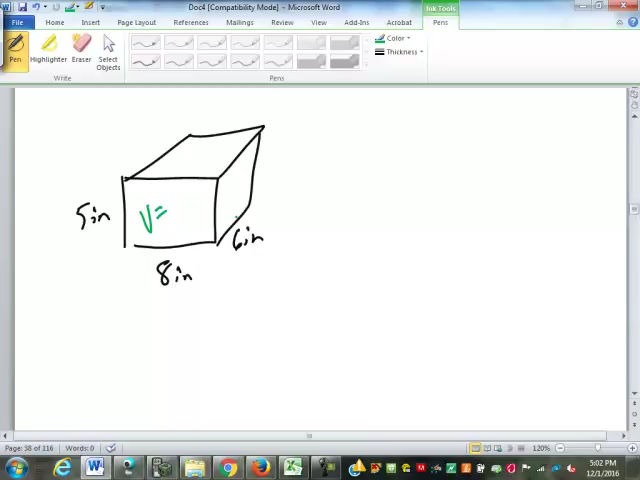 Doc4 [Compatibility Mode] - Microsoft Word
Ink Tools
File Home Insert Page Layout References Mailings Review View Add-Ins Acrobat Pens
Pen Highlighter Eraser Select Objects
Color
Thickness
Write Pens
5in
V=
6in
8in
Page: 38 of 116 Words: 0 120%
5:02 PM
12/1/2016